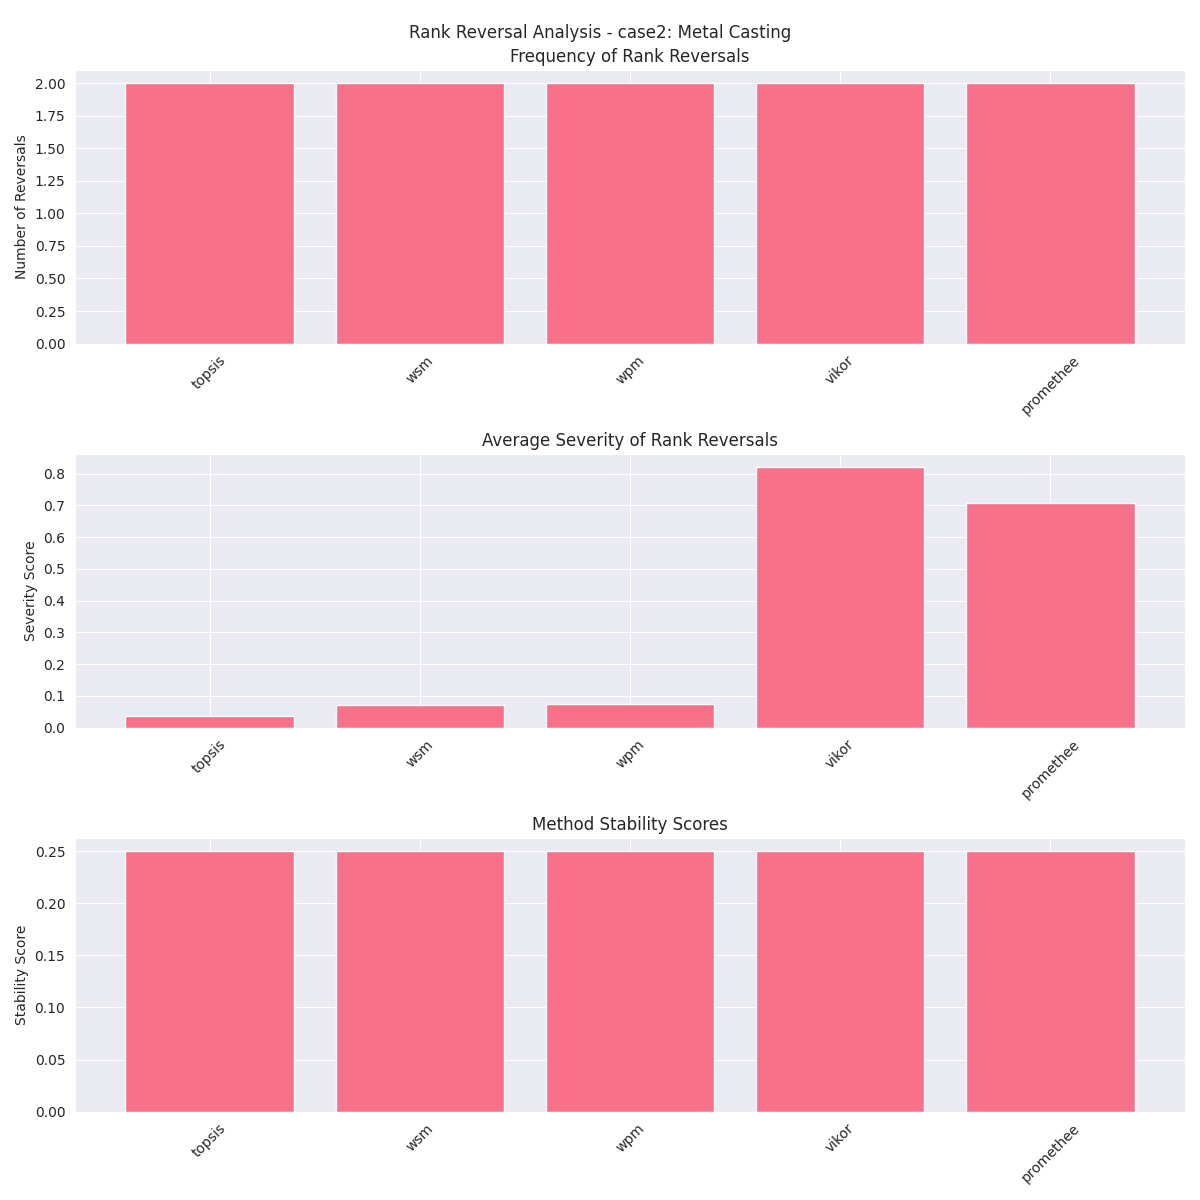 Rank Reversal Analysis - case2: Metal Casting
Frequency of Rank Reversals
Number of Reversals
2.00
1.75
1.50
1.25
1.00
0.75
0.50
0.25
0.00
topsis
wsm
wpm
vikor
promethee
Average Severity of Rank Reversals
Severity Score
0.8
0.7
0.6
0.5
0.4
0.3
0.2
0.1
0.0
topsis
wsm
wpm
vikor
promethee
Method Stability Scores
Stability Score
0.25
0.20
0.15
0.10
0.05
0.00
topsis
wsm
wpm
vikor
promethee